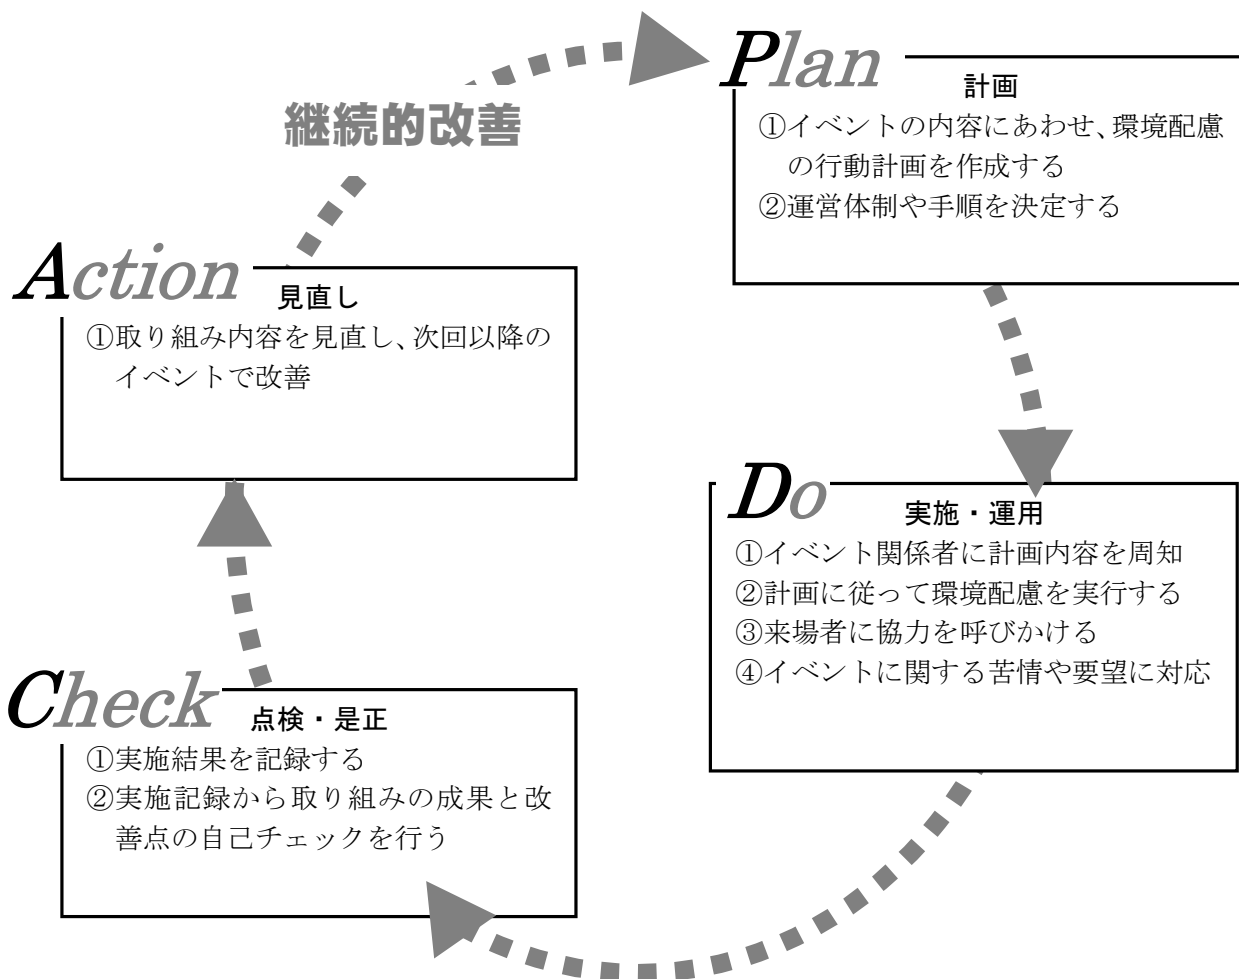 継続的改善
Plan
計画
①イベントの内容にあわせ、環境配慮
の行動計画を作成する
②運営体制や手順を決定する
Do
実施・運用
①イベント関係者に計画内容を周知
②計画に従って環境配慮を実行する
③来場者に協力を呼びかける
④イベントに関する苦情や要望に対応
Check
点検・是正
①実施結果を記録する
②実施記録から取り組みの成果と改
善点の自己チェックを行う
Action
見直し
①取り組み内容を見直し、次回以降の
イベントで改善